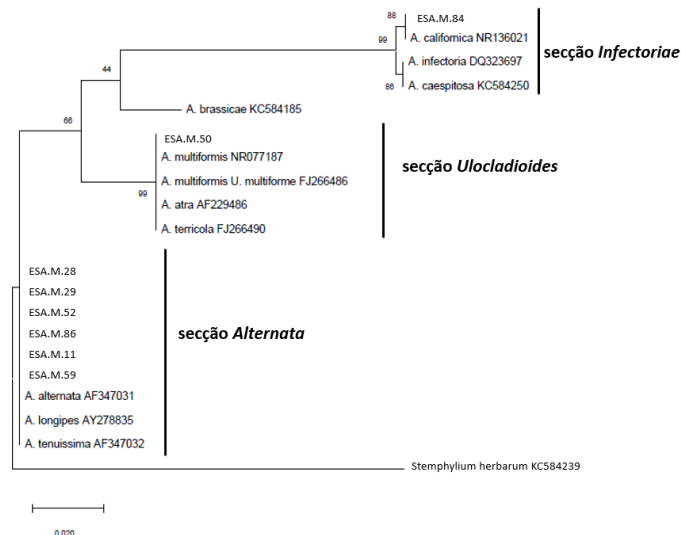 88
ESA.M.84
99
A. californica NR136021
secção Infectoriae
A. infectoria DQ323697
86
A. caespitosa KC584250
44
A. brassicae KC584185
66
ESA.M.50
A. multiformis NR077187
secção Ulocladioides
A. multiformis U. multiforme FJ266486
99
A. atra AF229486
A. terricola FJ266490
ESA.M.28
ESA.M.29
ESA.M.52
secção Alternata
ESA.M.86
ESA.M.11
ESA.M.59
A. alternata AF347031
A. longipes AY278835
A. tenuissima AF347032
Stemphylium herbarum KC584239
0.020